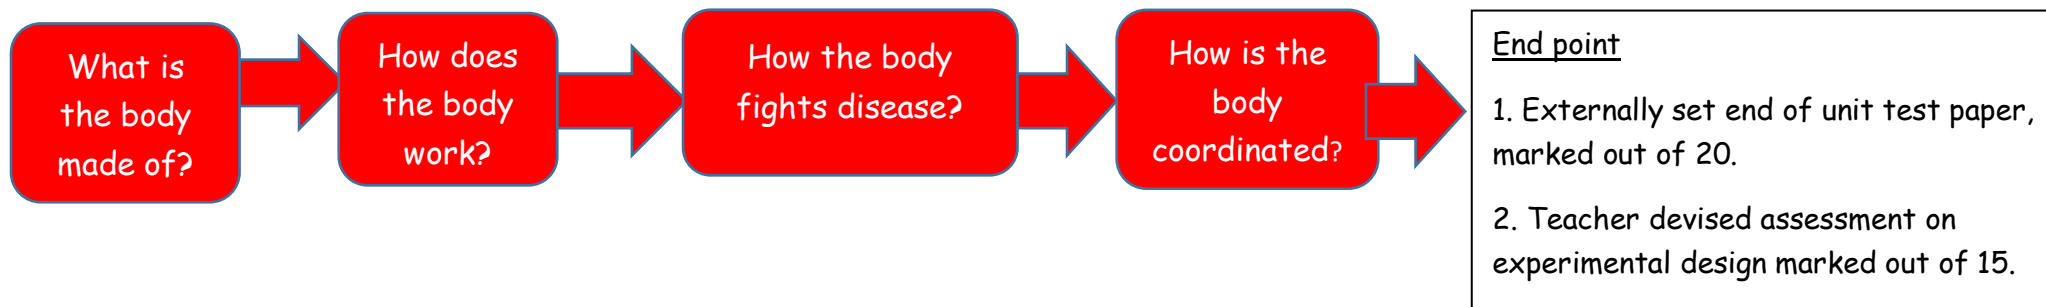 What is
the body
made of?
How does
the body
work?
How the body
fights disease?
How is the
body
coordinated?
End point
1. Externally set end of unit test paper,
marked out of 20.
2. Teacher devised assessment on
experimental design marked out of 15.